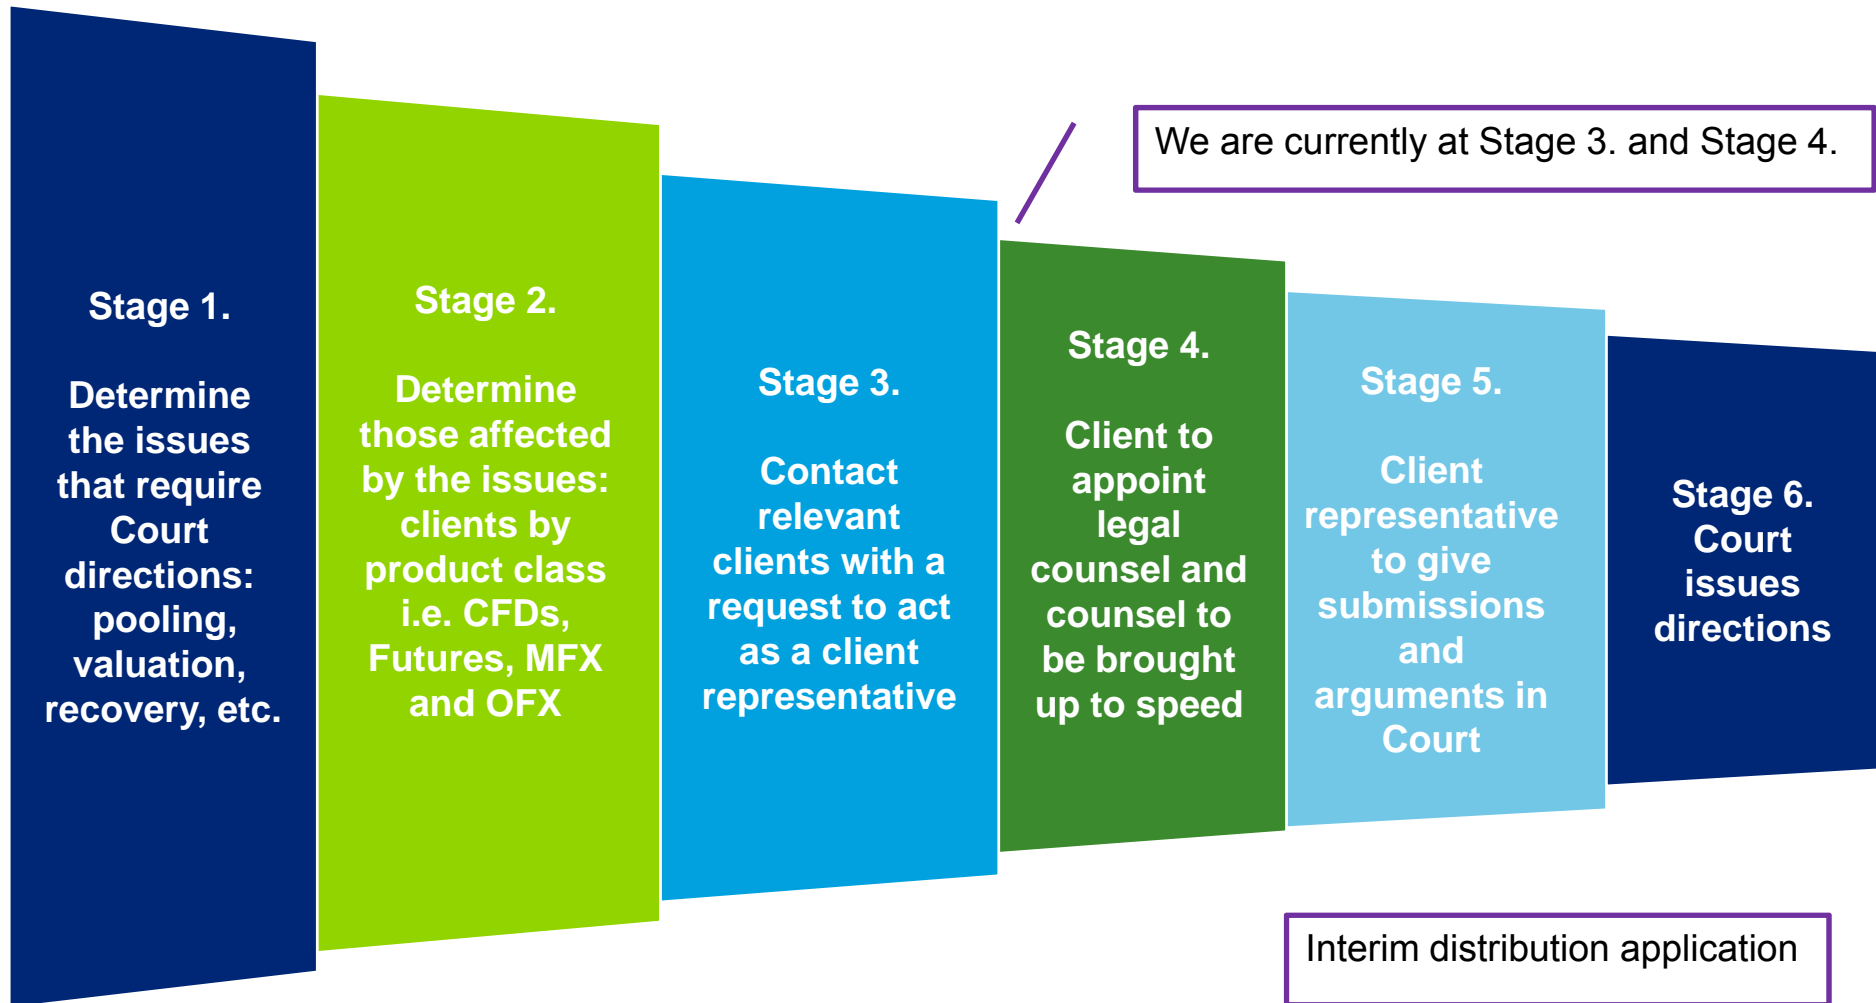 We are currently at Stage 3. and Stage 4.
Stage 1.
Determine
the issues
that require
Court
directions:
pooling,
valuation,
recovery, etc.
Stage 2.
Determine
those affected
by the issues:
clients by
product class
i.e. CFDs,
Futures, MFX
and OFX
Stage 3.
Contact
relevant
clients with a
request to act
as a client
representative
Stage 4.
Client to
appoint
legal
counsel and
counsel to
be brought
up to speed
Stage 5.
Client
representative
to give
submissions
and
arguments in
Court
Stage 6.
Court
issues
directions
Interim distribution application